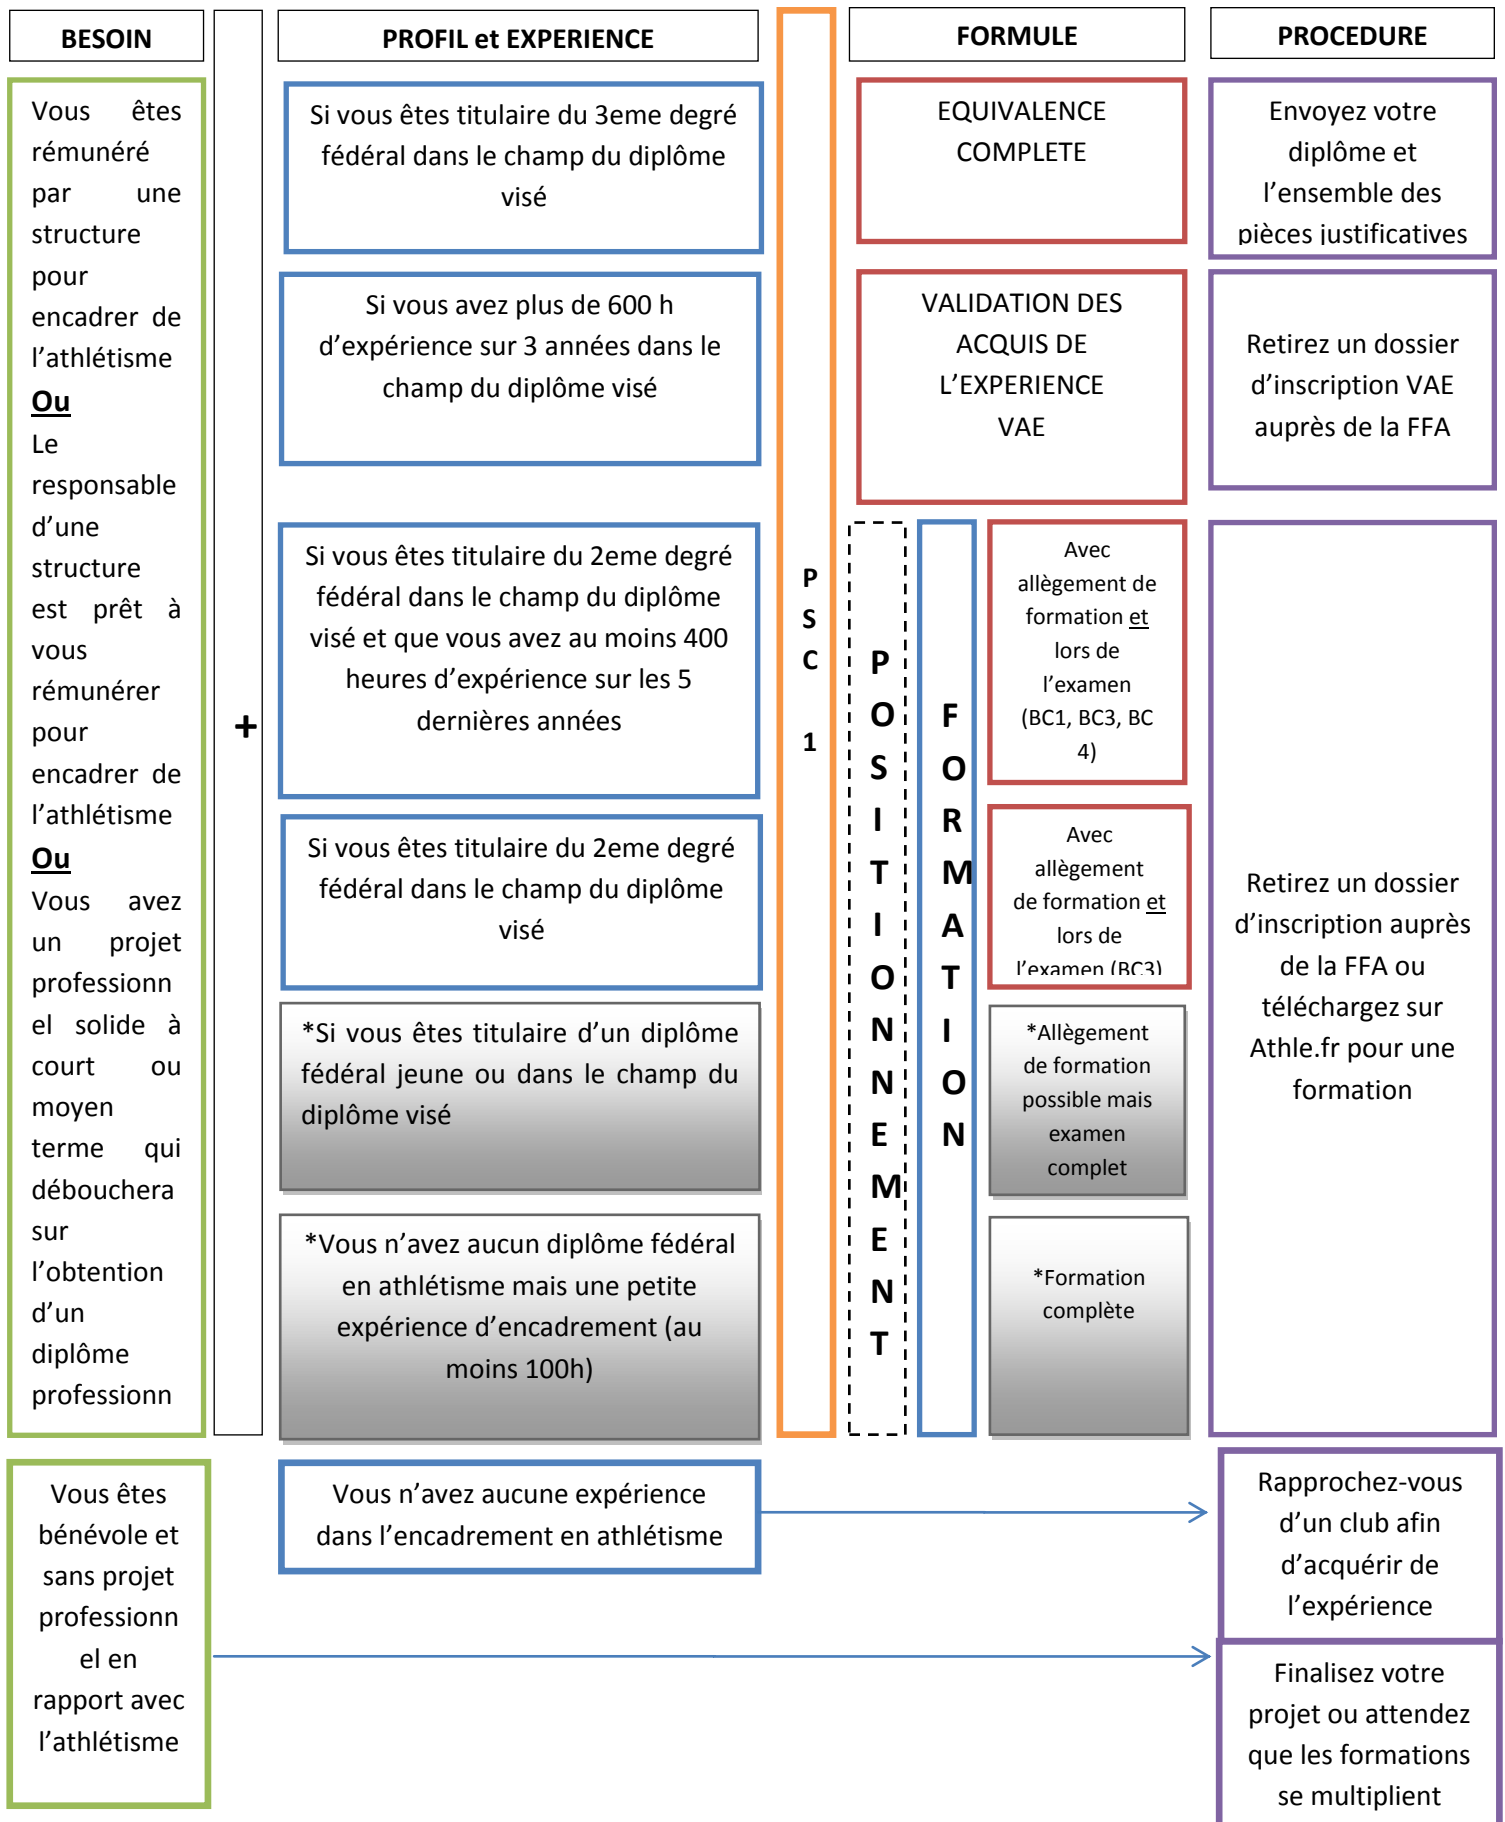 BESOIN
PROFIL et EXPERIENCE
FORMULE
PROCEDURE
Vous êtes
rémunéré
par une
structure
pour
encadrer de
l’athlétisme
Ou
Le
responsable
d’une
structure
est prêt à
vous
rémunérer
pour
encadrer de
l’athlétisme
Ou
Vous avez
un projet
professionn
el solide à
court ou
moyen
terme qui
débouchera
sur
l’obtention
d’un
diplôme
professionn
+
Si vous êtes titulaire du 3eme degré
fédéral dans le champ du diplôme
visé
Si vous avez plus de 600 h
d’expérience sur 3 années dans le
champ du diplôme visé
Si vous êtes titulaire du 2eme degré
fédéral dans le champ du diplôme
visé et que vous avez au moins 400
heures d’expérience sur les 5
dernières années
Si vous êtes titulaire du 2eme degré
fédéral dans le champ du diplôme
visé
*Si vous êtes titulaire d’un diplôme
fédéral jeune ou dans le champ du
diplôme visé
*Vous n’avez aucun diplôme fédéral
en athlétisme mais une petite
expérience d’encadrement (au
moins 100h)
P
S
C
1
EQUIVALENCE
COMPLETE
VALIDATION DES
ACQUIS DE
L’EXPERIENCE
VAE
P
O
S
I
T
I
O
N
N
E
M
E
N
T
F
O
R
M
A
T
I
O
N
Avec
allègement de
formation et
lors de
l’examen
(BC1, BC3, BC
4)
Avec
allègement
de formation et
lors de
l’examen (BC3)
*Allègement
de formation
possible mais
examen
complet
*Formation
complète
Envoyez votre
diplôme et
l’ensemble des
pièces justificatives
Retirez un dossier
d’inscription VAE
auprès de la FFA
Retirez un dossier
d’inscription auprès
de la FFA ou
téléchargez sur
Athle.fr pour une
formation
Vous êtes
bénévole et
sans projet
professionn
el en
rapport avec
l’athlétisme
Vous n’avez aucune expérience
dans l’encadrement en athlétisme
Rapprochez-vous
d’un club afin
d’acquérir de
l’expérience
Finalisez votre
projet ou attendez
que les formations
se multiplient